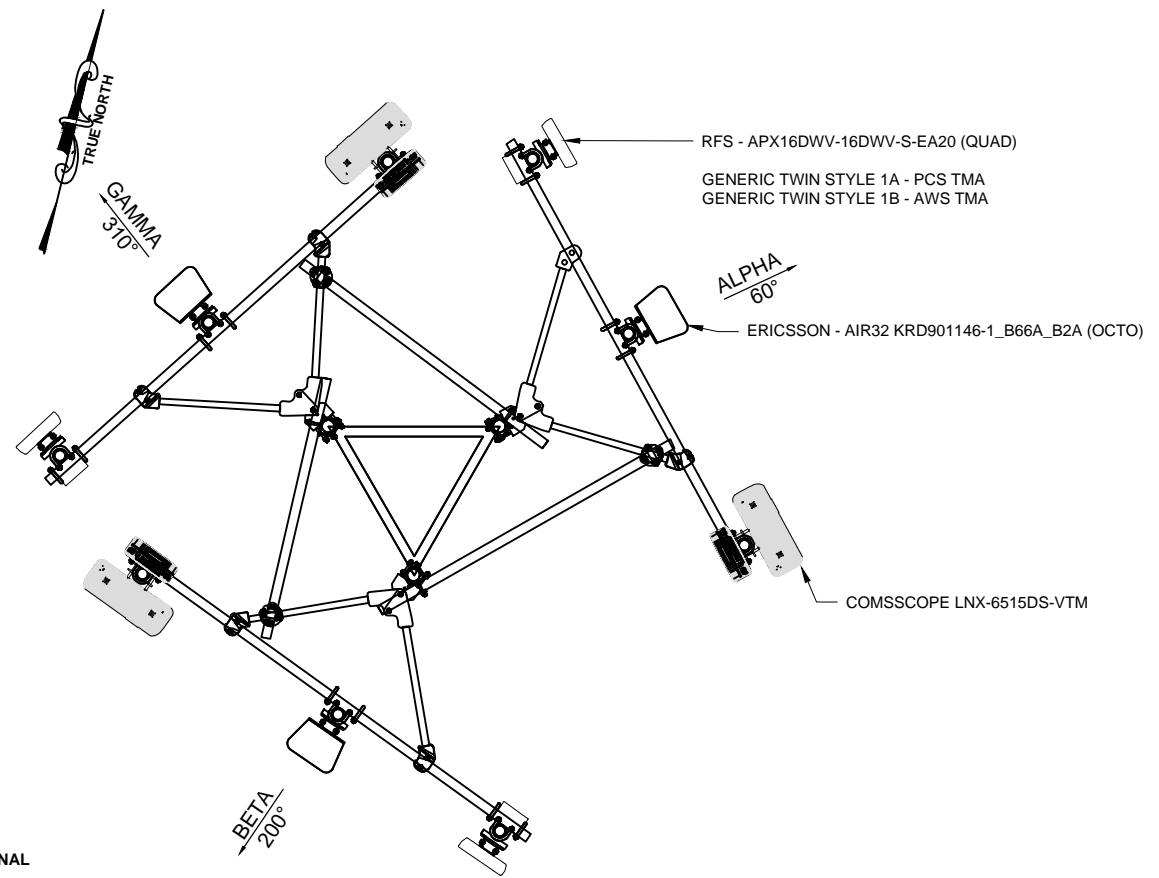 TRUE NORTH
RFS - APX16DWV-16DWV-S-EA20 (QUAD)
GENERIC TWIN STYLE 1A - PCS TMA
GENERIC TWIN STYLE 1B - AWS TMA
GAMMA
310°
ALPHA
60°
ERICSSON - AIR32 KRD901146-1_B66A_B2A (OCTO)
COMSSCOPE LNX-6515DS-VTM
BETA
200°
NAL